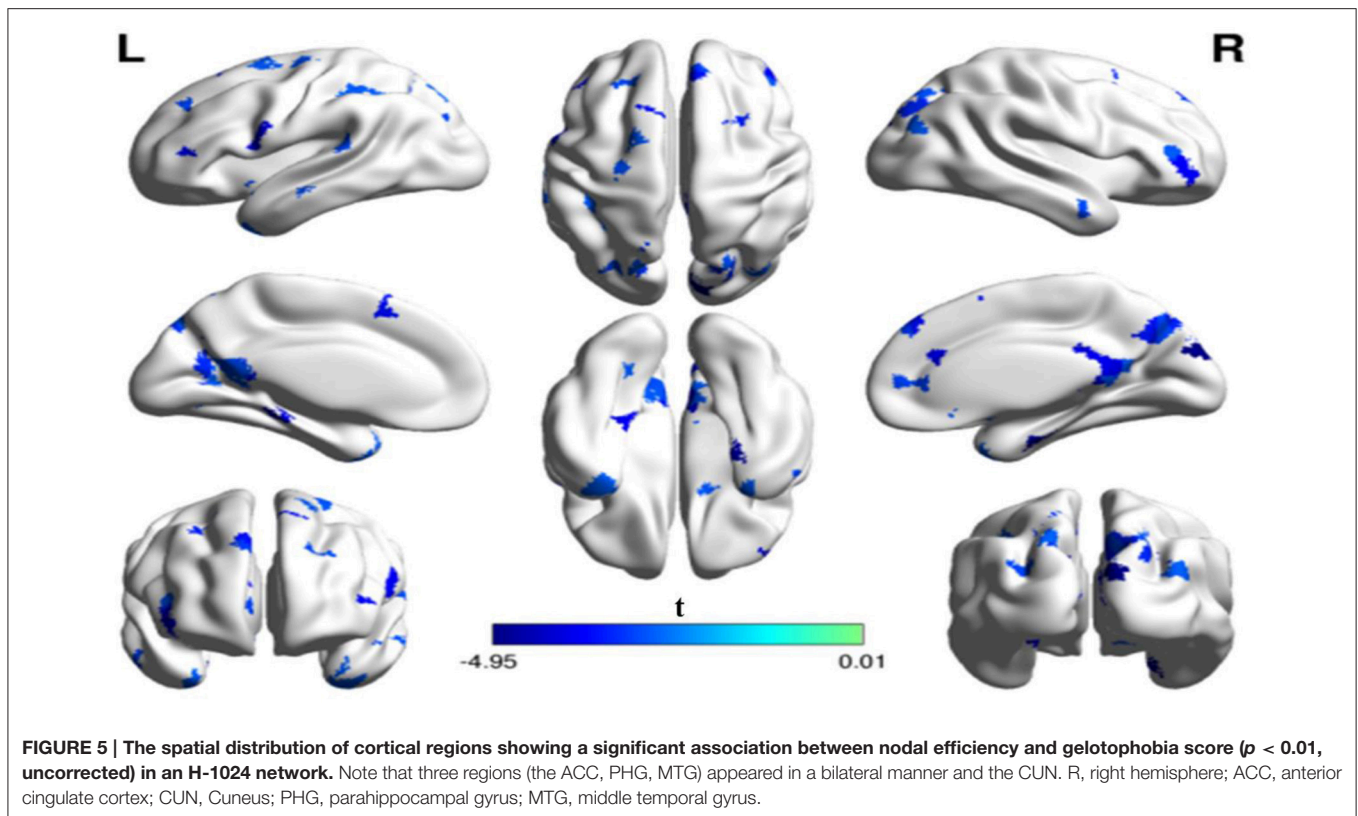 L
R
t
-4.95
0.01
FIGURE 5 | The spatial distribution of cortical regions showing a significant association between nodal efficiency and gelotophobia score (p < 0.01,
uncorrected) in an H-1024 network. Note that three regions (the ACC, PHG, MTG) appeared in a bilateral manner and the CUN. R, right hemisphere; ACC, anterior
cingulate cortex; CUN, Cuneus; PHG, parahippocampal gyrus; MTG, middle temporal gyrus.